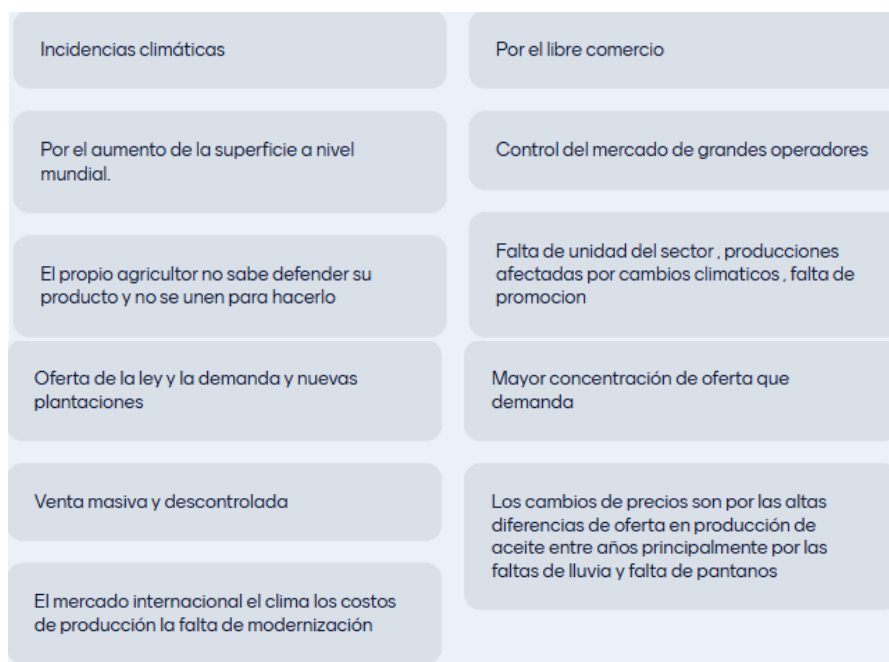 Incidencias climáticas
Por el libre comercio
Por el aumento de la superficie a nivel
mundial.
Control del mercado de grandes operadores
El propio agricultor no sabe defender su
producto y no se unen para hacerlo
Falta de unidad del sector , producciones
afectadas por cambios climaticos , falta de
promocion
Oferta de la ley y la demanda y nuevas
plantaciones
Mayor concentración de oferta que
demanda
Venta masiva y descontrolada
Los cambios de precios son por las altas
diferencias de oferta en producción de
aceite entre años principalmente por las
faltas de lluvia y falta de pantanos
El mercado internacional el clima los costos
de producción la falta de modernización